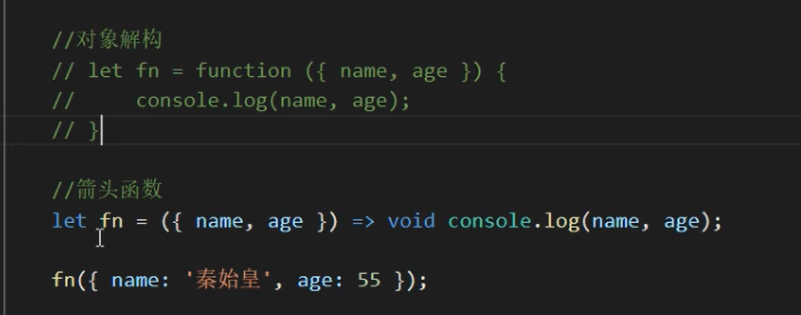 //对象解构
// let fn = function ({ name, age }) {
//     console.log(name, age);
// }
//箭头函数
let fn = ({ name, age }) => void console.log(name, age);
fn({ name: '秦始皇', age: 55 });